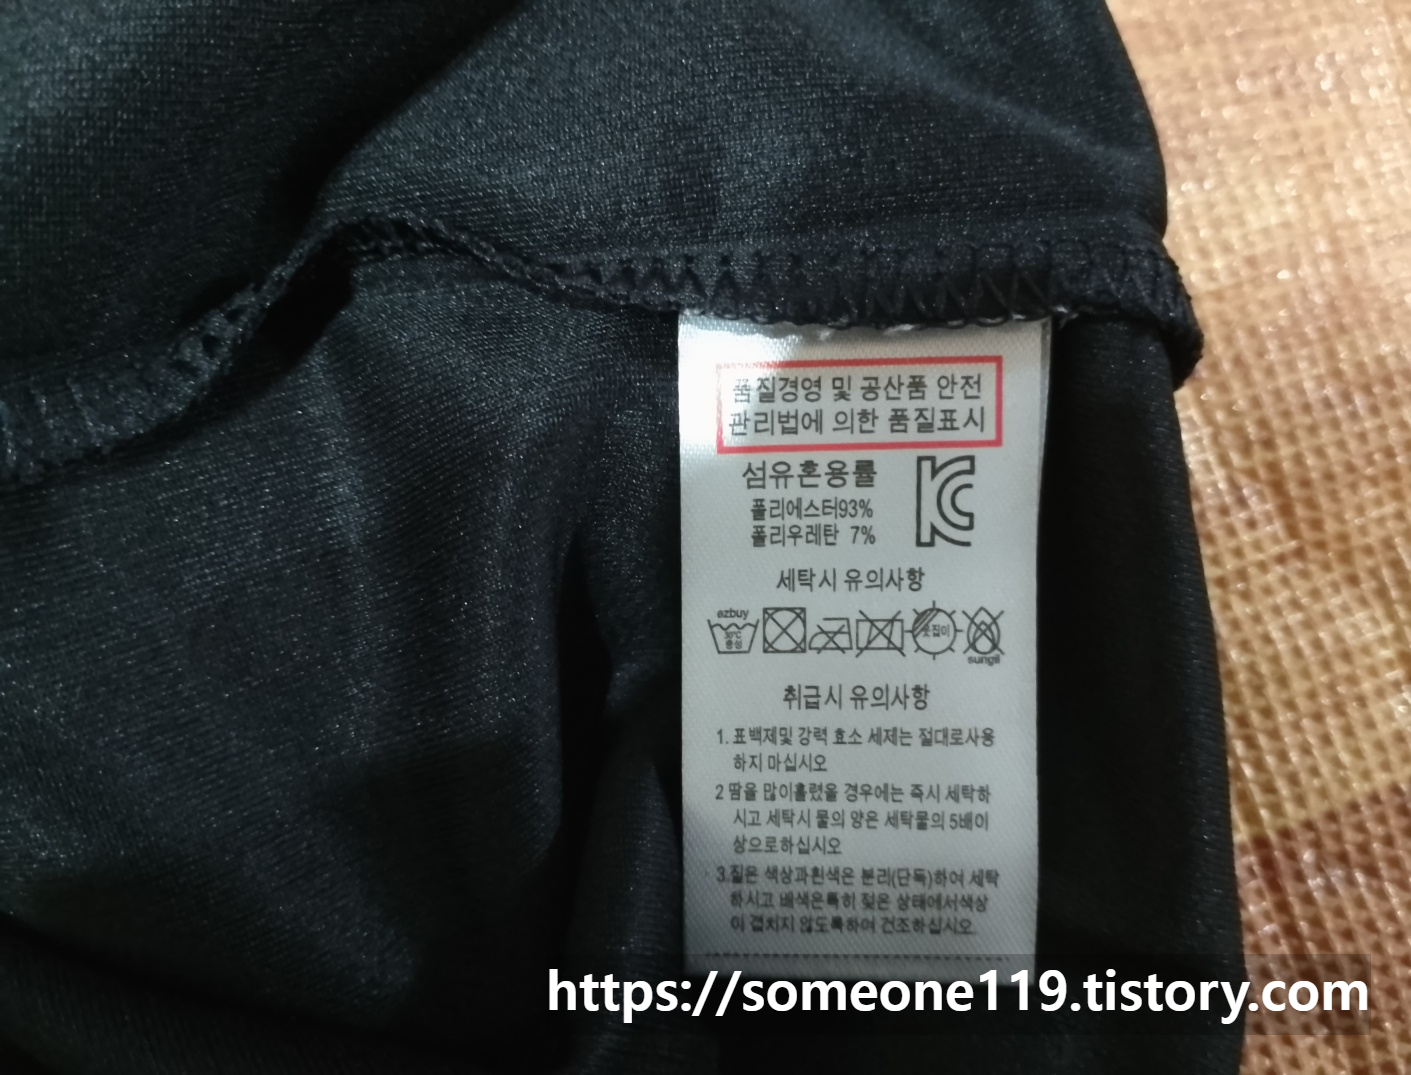 품질경영 및 공산품 안전
관리법에 의한 품질표시
섬유혼용률
폴리에스터93%
폴리우레탄 7%
세탁시 유의사항
ezbuy
30℃
중성
옷집이
sungil
취급시 유의사항
1. 표백제및 강력 효소 세제는 절대로사용
하지 마십시오
2 땀을 많이흘렸을 경우에는 즉시 세탁하
시고 세탁시 물의 양은 세탁물의 5배이
상으로하십시오
3.짙은 색상과흰색은 분리(단독)하여 세탁
하시고 배색은특히 젖은 상태에서색상
이 겹치지 않도록하여 건조하십시오.
https://someone119.tistory.com